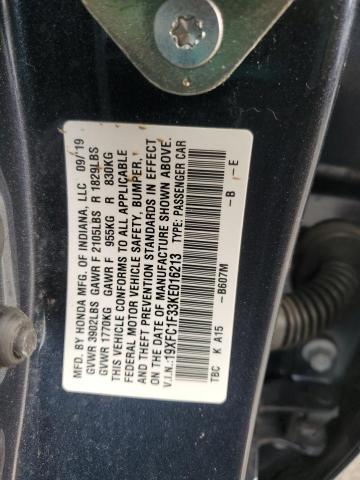 MFD. BY HONDA MFG. OF INDIANA, LLC 09/19
GVWR 3902LBS GAWR F 2105LBS R 1829LBS
GVWR 1770KG GAWR F 955KG R 830KG
THIS VEHICLE CONFORMS TO ALL APPLICABLE
FEDERAL MOTOR VEHICLE SAFETY, BUMPER,
AND THEFT PREVENTION STANDARDS IN EFFECT
ON THE DATE OF MANUFACTURE SHOWN ABOVE.
V.I.N.:19XFC1F33KE016213 TYPE: PASSENGER CAR
TBC K A15 -B607M -B -E